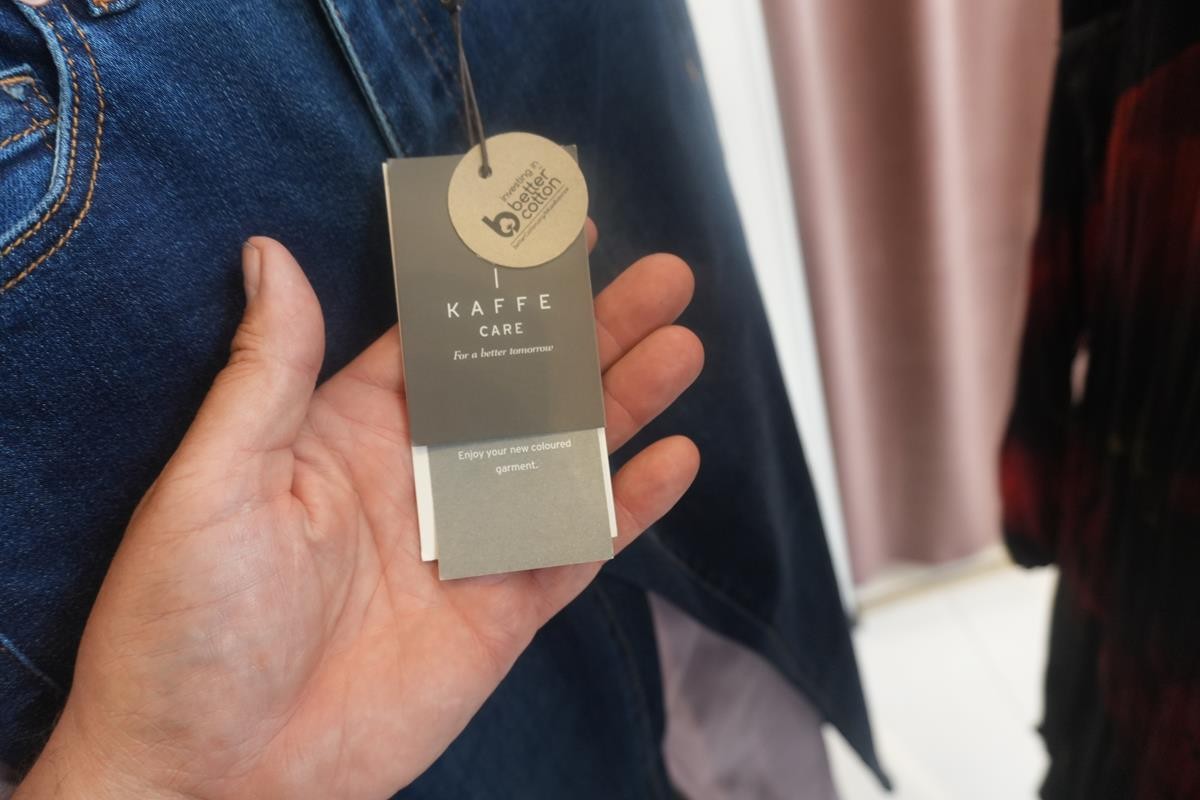 investing in
better
cotton
KAFFE
CARE
For a better tomorrow
Enjoy your new coloured
garment.